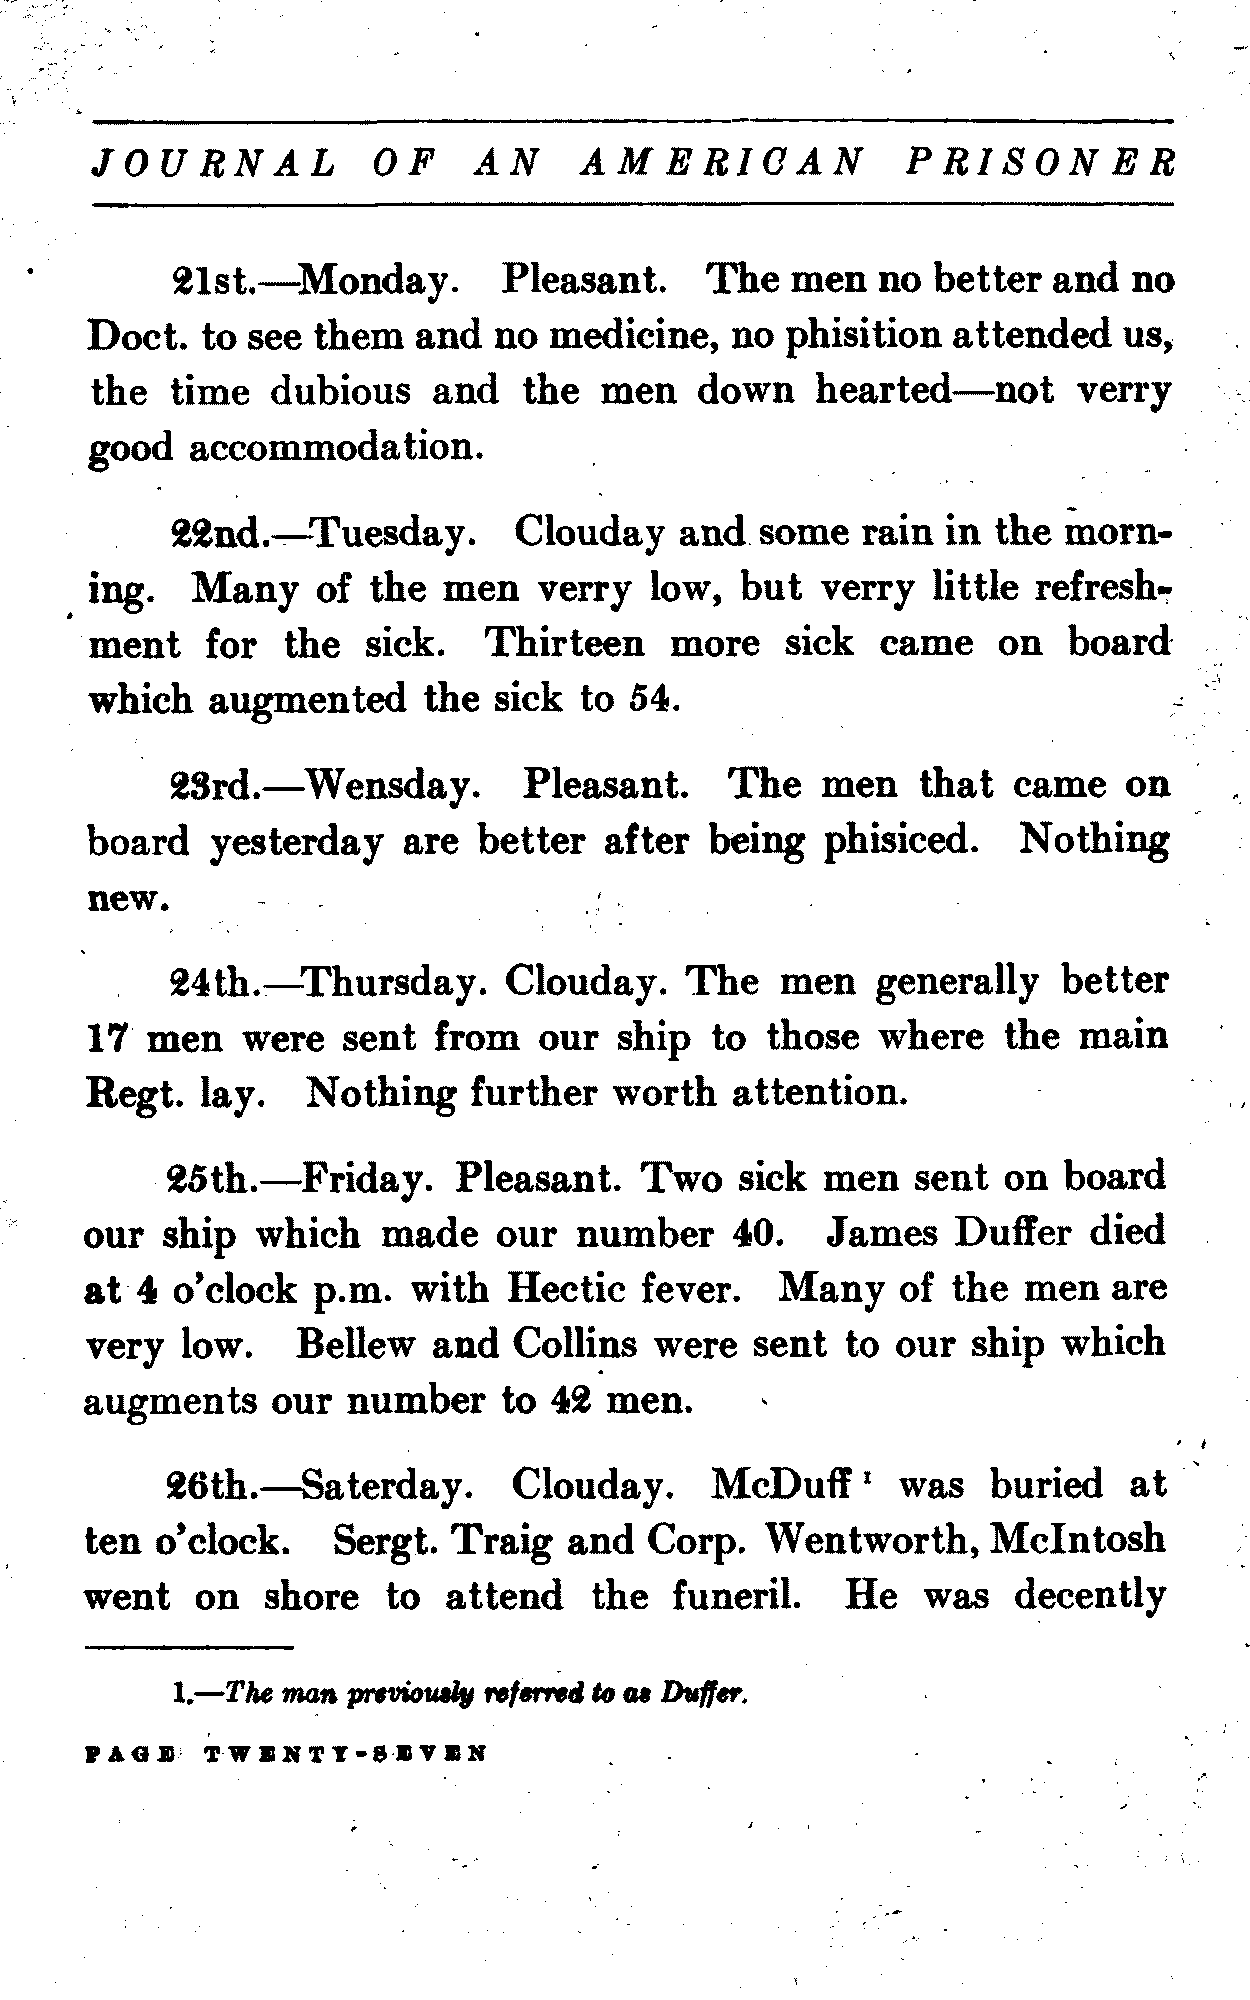 JOURNAL OF AN AMERICAN PRISONER
21st.—Monday. Pleasant. The men no better and no
Doct. to see them and no medicine, no phisition attended us,
the time dubious and the men down hearted—not verry
good accommodation.
22nd.—Tuesday. Clouday and some rain in the morn-
ing. Many of the men verry low, but verry little refresh-
ment for the sick. Thirteen more sick came on board
which augmented the sick to 54.
23rd.—Wensday. Pleasant. The men that came on
board yesterday are better after being phisiced. Nothing
new.
24th.—Thursday. Clouday. The men generally better
17 men were sent from our ship to those where the main
Regt. lay. Nothing further worth attention.
25th.—Friday. Pleasant. Two sick men sent on board
our ship which made our number 40. James Duffer died
at 4 o'clock p.m. with Hectic fever. Many of the men are
very low. Bellew and Collins were sent to our ship which
augments our number to 42 men.
26th.—Saterday. Clouday. McDuff ¹ was buried at
ten o'clock. Sergt. Traig and Corp. Wentworth, McIntosh
went on shore to attend the funeril. He was decently
1.—The man previously referred to as Duffer.
PAGE TWENTY-SEVEN